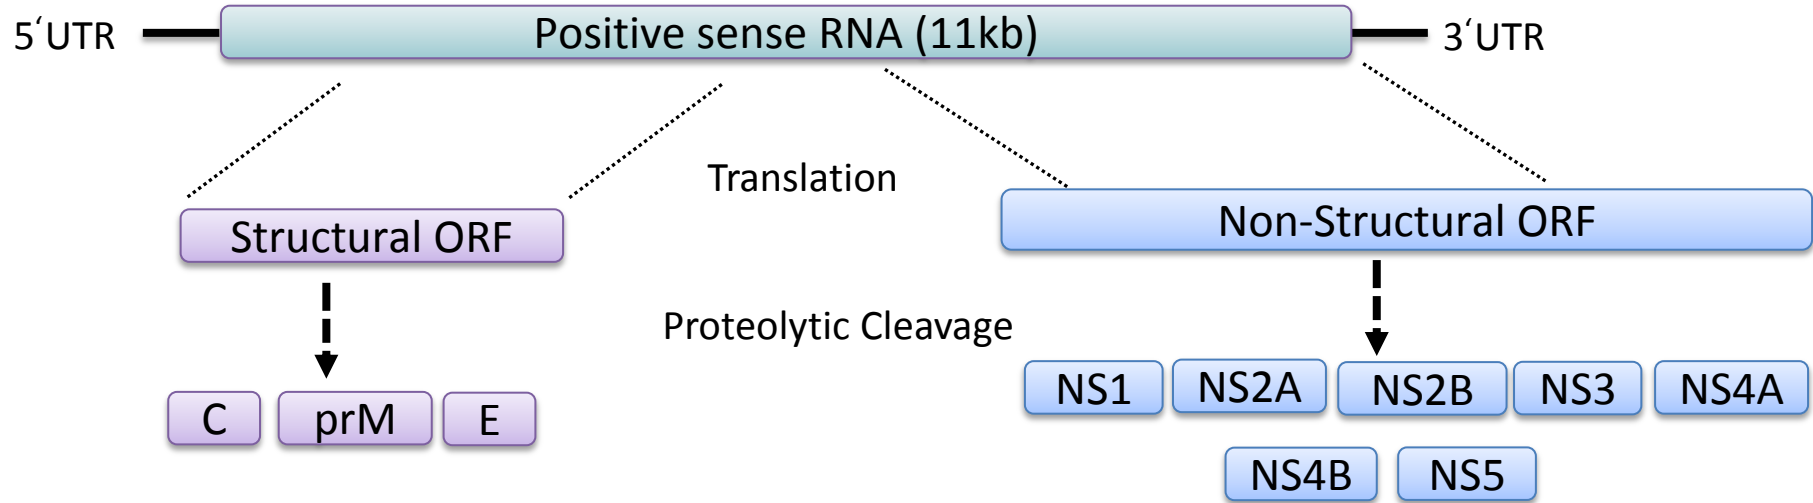 5‘UTR
Positive sense RNA (11kb)
3‘UTR
Translation
Structural ORF
Non-Structural ORF
Proteolytic Cleavage
C
prM
E
NS1
NS2A
NS2B
NS3
NS4A
NS4B
NS5